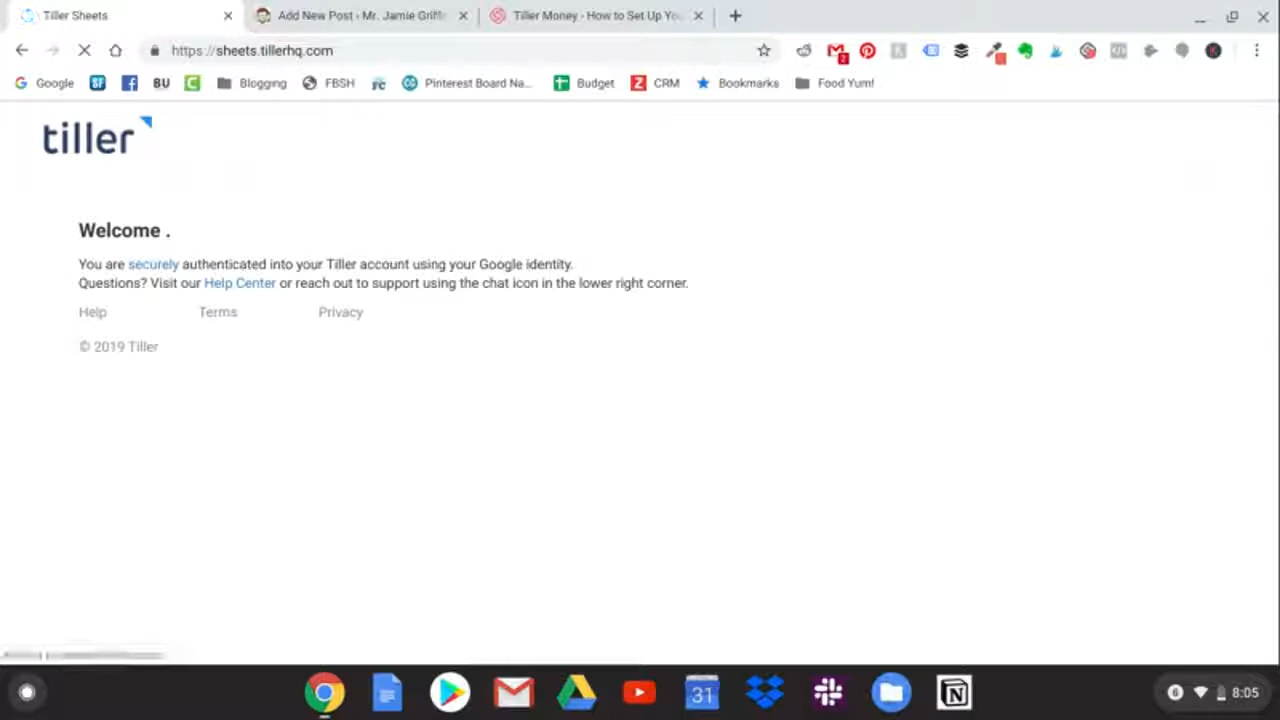 Tiller Sheets
Add New Post - Mr. Jamie Griffi
Tiller Money - How to Set Up Yo
https://sheets.tillerhq.com
2
Google
BU
Blogging
FBSH
Pinterest Board Na...
Budget
Z
CRM
Bookmarks
Food Yum!
tiller
Welcome .
You are securely authenticated into your Tiller account using your Google identity.
Questions? Visit our Help Center or reach out to support using the chat icon in the lower right corner.
Help
Terms
Privacy
© 2019 Tiller
31
N
6
8:05